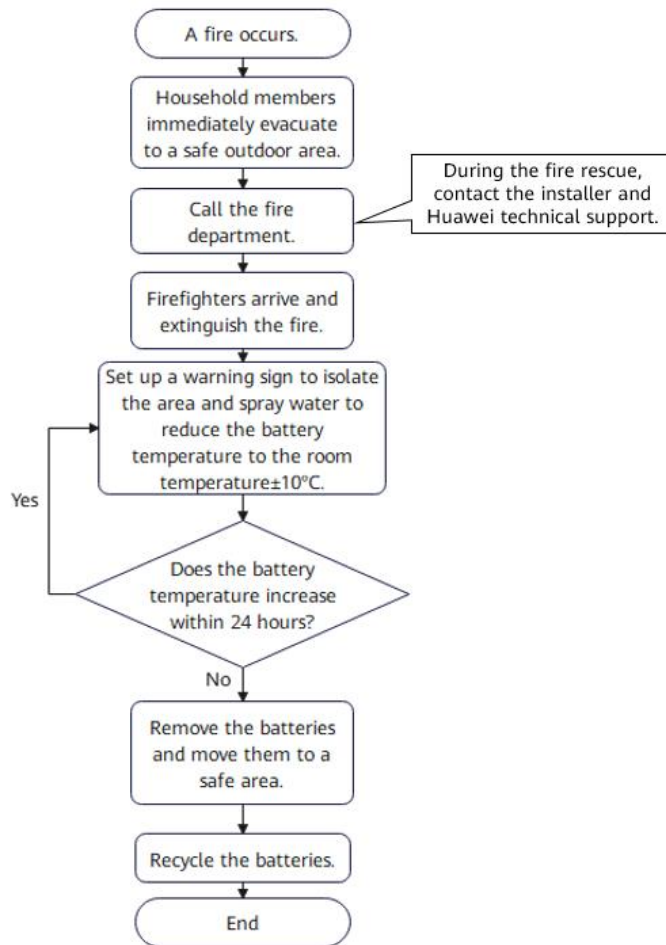 A fire occurs.
Household members
immediately evacuate
to a safe outdoor area.
During the fire rescue,
contact the installer and
Huawei technical support.
Call the fire
department.
Firefighters arrive and
extinguish the fire.
Set up a warning sign to isolate
the area and spray water to
reduce the battery
temperature to the room
temperature±10°C.
Yes
Does the battery
temperature increase
within 24 hours?
No
Remove the batteries
and move them to a
safe area.
Recycle the batteries.
End